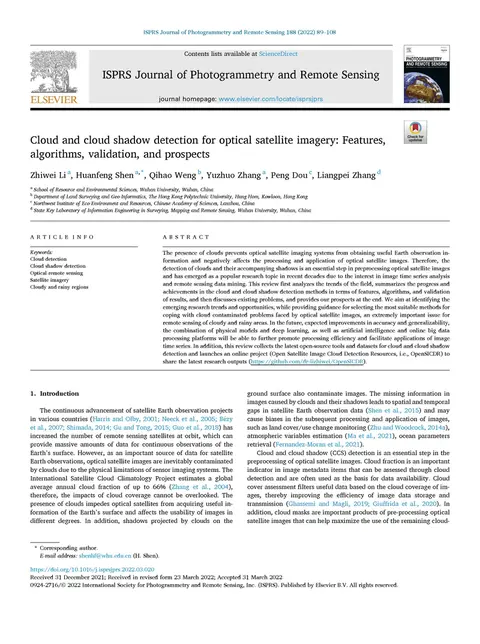 ISPRS Journal of Photogrammetry and Remote Sensing 188 (2022) 89–108
Contents lists available at ScienceDirect
ISPRS Journal of Photogrammetry and Remote Sensing
journal homepage: www.elsevier.com/locate/isprsjprs
ELSEVIER
PHOTOGRAMMETRY
AND REMOTE SENSING
Check for
updates
Cloud and cloud shadow detection for optical satellite imagery: Features,
algorithms, validation, and prospects
Zhiwei Li a, Huanfeng Shen a,*, Qihao Weng b, Yuzhuo Zhang a, Peng Dou c, Liangpei Zhang d
a School of Resource and Environmental Sciences, Wuhan University, Wuhan, China
b Department of Land Surveying and Geo-Informatics, The Hong Kong Polytechnic University, Hung Hom, Kowloon, Hong Kong
c Northwest Institute of Eco-Environment and Resources, Chinese Academy of Sciences, Lanzhou, China
d State Key Laboratory of Information Engineering in Surveying, Mapping and Remote Sensing, Wuhan University, Wuhan, China
ARTICLE INFO
Keywords:
Cloud detection
Cloud shadow detection
Optical remote sensing
Satellite imagery
Cloudy and rainy regions
ABSTRACT
The presence of clouds prevents optical satellite imaging systems from obtaining useful Earth observation in-
formation and negatively affects the processing and application of optical satellite images. Therefore, the
detection of clouds and their accompanying shadows is an essential step in preprocessing optical satellite images
and has emerged as a popular research topic in recent decades due to the interest in image time series analysis
and remote sensing data mining. This review first analyzes the trends of the field, summarizes the progress and
achievements in the cloud and cloud shadow detection methods in terms of features, algorithms, and validation
of results, and then discusses existing problems, and provides our prospects at the end. We aim at identifying the
emerging research trends and opportunities, while providing guidance for selecting the most suitable methods for
coping with cloud contaminated problems faced by optical satellite images, an extremely important issue for
remote sensing of cloudy and rainy areas. In the future, expected improvements in accuracy and generalizability,
the combination of physical models and deep learning, as well as artificial intelligence and online big data
processing platforms will be able to further promote processing efficiency and facilitate applications of image
time series. In addition, this review collects the latest open-source tools and datasets for cloud and cloud shadow
detection and launches an online project (Open Satellite Image Cloud Detection Resources, i.e., OpenSICDR) to
share the latest research outputs (https://github.com/dr-lizhiwei/OpenSICDR).
1. Introduction
The continuous advancement of satellite Earth observation projects
in various countries (Harris and Olby, 2001; Neeck et al., 2005; Béry
et al., 2007; Shimada, 2014; Gu and Tong, 2015; Guo et al., 2018) has
increased the number of remote sensing satellites at orbit, which can
provide massive amounts of data for continuous observations of the
Earth's surface. However, as an important source of data for satellite
Earth observations, optical satellite images are inevitably contaminated
by clouds due to the physical limitations of sensor imaging systems. The
International Satellite Cloud Climatology Project estimates a global
average annual cloud fraction of up to 66% (Zhang et al., 2004),
therefore, the impacts of cloud coverage cannot be overlooked. The
presence of clouds impedes optical satellites from acquiring useful in-
formation of the Earth's surface and affects the usability of images in
different degrees. In addition, shadows projected by clouds on the
ground surface also contaminate images. The missing information in
images caused by clouds and their shadows leads to spatial and temporal
gaps in satellite Earth observation data (Shen et al., 2015) and may
cause biases in the subsequent processing and application of images,
such as land cover/use change monitoring (Zhu and Woodcock, 2014a),
atmospheric variables estimation (Ma et al., 2021), ocean parameters
retrieval (Fernandez-Moran et al., 2021).
Cloud and cloud shadow (CCS) detection is an essential step in the
preprocessing of optical satellite images. Cloud fraction is an important
indicator in image metadata items that can be assessed through cloud
detection and are often used as the basis for data availability. Cloud
cover assessment filters useful data based on the cloud coverage of im-
ages, thereby improving the efficiency of image data storage and
transmission (Ghassemi and Magli, 2019; Giuffrida et al., 2020). In
addition, cloud masks are important products of pre-processing optical
satellite images that can help maximize the use of the remaining cloud-
* Corresponding author.
E-mail address: shenhf@whu.edu.cn (H. Shen).
https://doi.org/10.1016/j.isprsjprs.2022.03.020
Received 31 December 2021; Received in revised form 23 March 2022; Accepted 31 March 2022
0924-2716/© 2022 International Society for Photogrammetry and Remote Sensing, Inc. (ISPRS). Published by Elsevier B.V. All rights reserved.